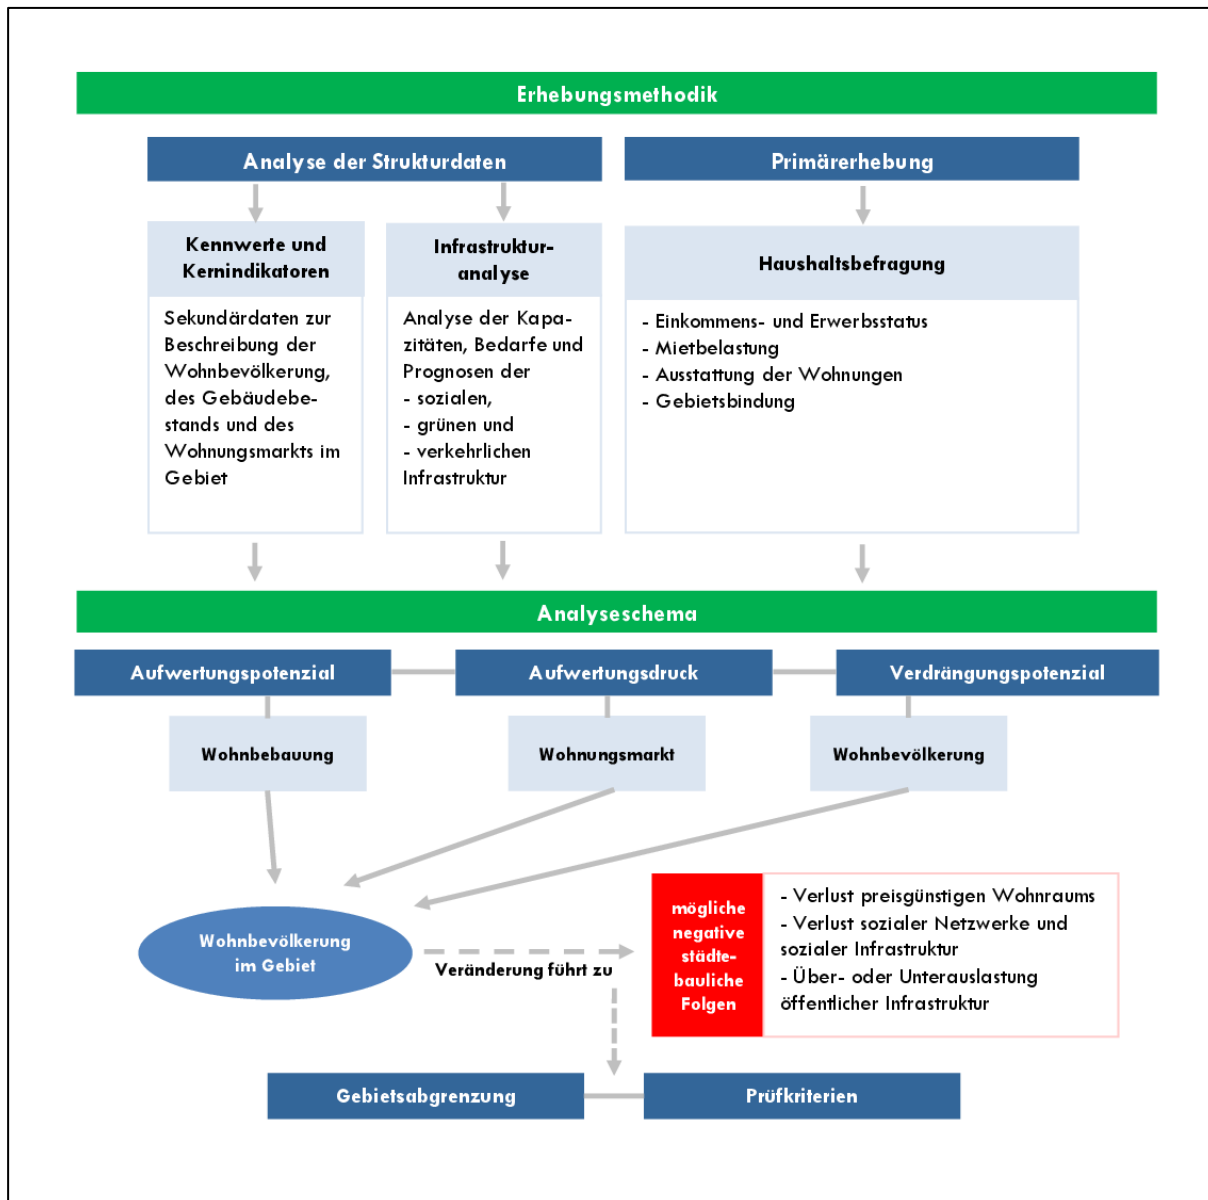 Erhebungsmethodik
Analyse der Strukturdaten
Primärerhebung
Kennwerte und
Kernindikatoren
Sekundärdaten zur
Beschreibung der
Wohnbevölkerung,
des Gebäudebe-
stands und des
Wohnungsmarkts im
Gebiet
Infrastruktur-
analyse
Analyse der Kapa-
zitäten, Bedarfe und
Prognosen der
- sozialen,
- grünen und
- verkehrlichen
Infrastruktur
Haushaltsbefragung
- Einkommens- und Erwerbsstatus
- Mietbelastung
- Ausstattung der Wohnungen
- Gebietsbindung
Analyseschema
Aufwertungspotenzial
Aufwertungsdruck
Verdrängungspotenzial
Wohnbebauung
Wohnungsmarkt
Wohnbevölkerung
Wohnbevölkerung
im Gebiet
Veränderung führt zu
mögliche
negative
städte-
bauliche
Folgen
- Verlust preisgünstigen Wohnraums
- Verlust sozialer Netzwerke und
sozialer Infrastruktur
- Über- oder Unterauslastung
öffentlicher Infrastruktur
Gebietsabgrenzung
Prüfkriterien